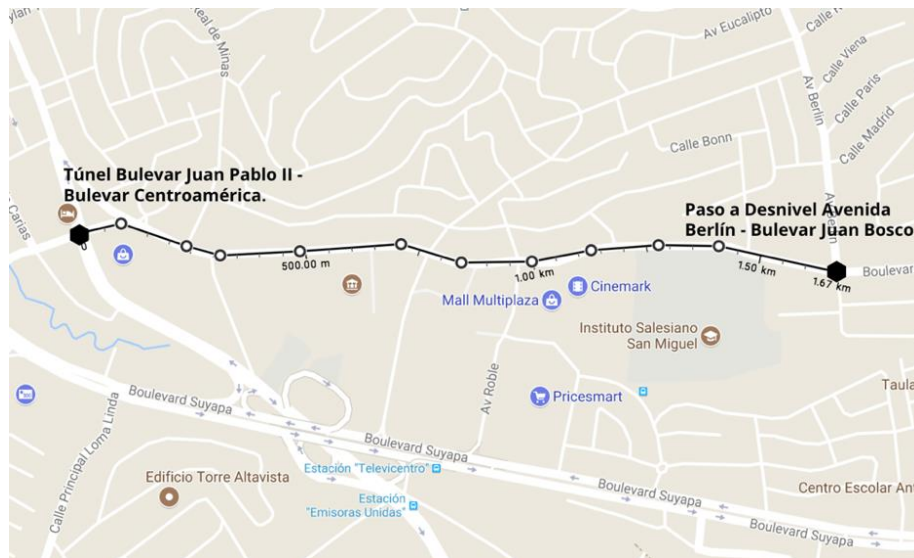 Real de Minas
Av Eucalipto
Calle Viena
Calle Paris
Calle Madrid
Av Berlin
Calle Bonn
Túnel Bulevar Juan Pablo II -
Bulevar Centroamérica.
Carias
0
500.00 m
1.00 km
1.50 km
1.67 km
Paso a Desnivel Avenida
Berlín - Bulevar Juan Bosco
Boulevar
Mall Multiplaza
Cinemark
Instituto Salesiano
San Miguel
Av Roble
Pricesmart
Taula
Boulevard Suyapa
Boulevard Suyapa
Boulevard Suyapa
Boulevard Suyapa
Calle Principal Loma Linda
Edificio Torre Altavista
Estación "Televicentro"
Estación
"Emisoras Unidas"
Centro Escolar Ant